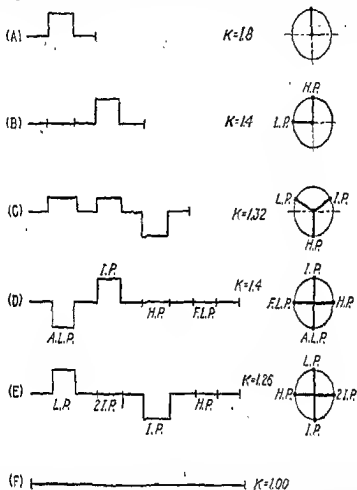 (A) K=1.8
H.P.
(B) K=1.4 L.P.
L.P. I.P.
(C) K=1.32
H.P.
I.P. I.P.
(D) K=1.4 H.P. F.L.P. F.L.P. H.P.
A.L.P. A.L.P.
L.P.
(E) K=1.26 L.P. 2I.P. H.P. H.P. 2I.P.
I.P. I.P.
(F) K=1.00